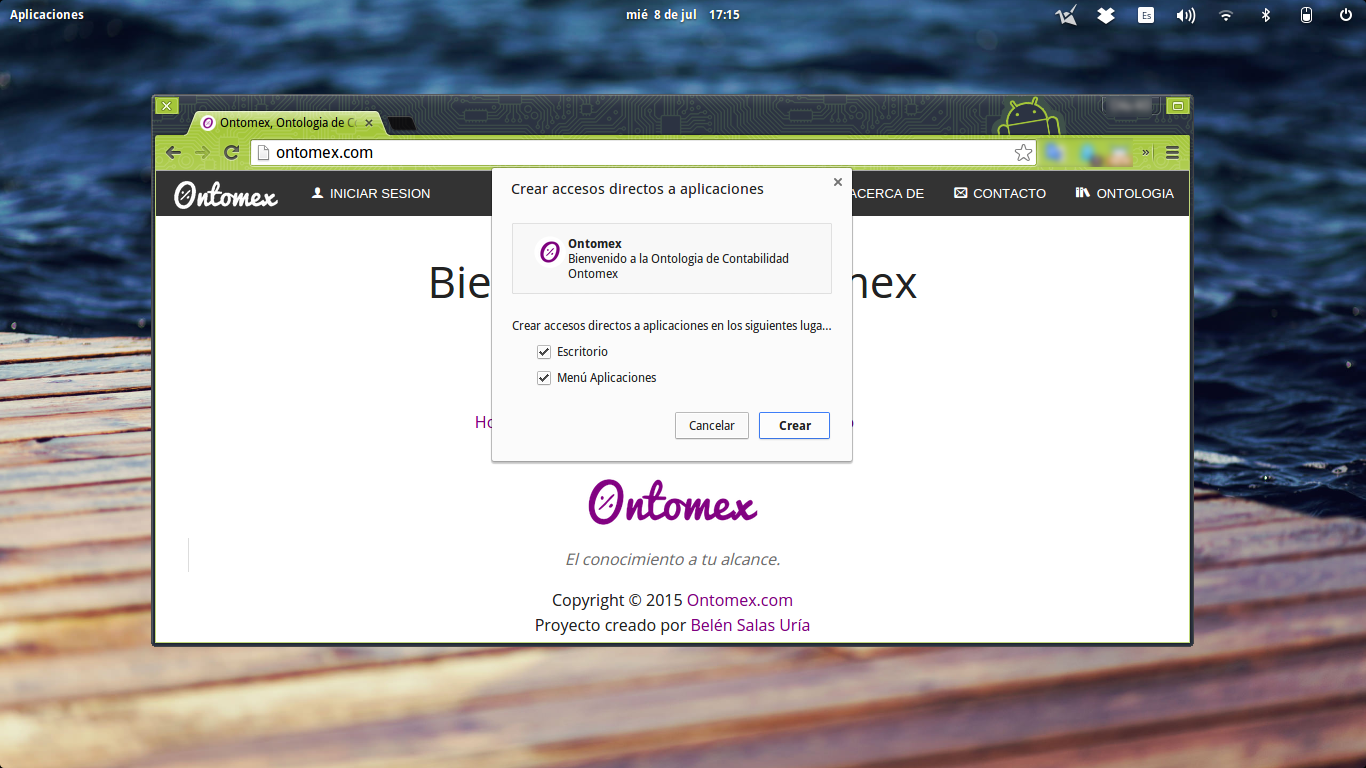 Aplicaciones
mié 8 de jul 17:15
Es
Ontomex, Ontologia de C
ontomex.com
»
Ontomex
INICIAR SESION
ACERCA DE
CONTACTO
ONTOLOGIA
Crear accesos directos a aplicaciones
Ontomex
Bienvenido a la Ontologia de Contabilidad
Ontomex
Bie
mex
Crear accesos directos a aplicaciones en los siguientes luga...
Escritorio
Menú Aplicaciones
Ho
Cancelar
Crear
Ontomex
El conocimiento a tu alcance.
Copyright © 2015 Ontomex.com
Proyecto creado por Belén Salas Uría